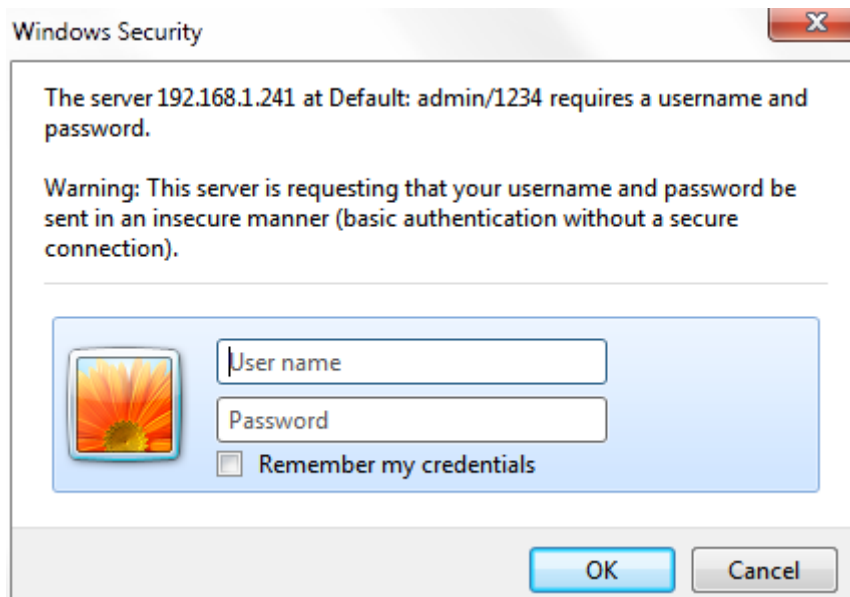 Windows Security
The server 192.168.1.241 at Default: admin/1234 requires a username and
password.
Warning: This server is requesting that your username and password be
sent in an insecure manner (basic authentication without a secure
connection).
User name
Password
Remember my credentials
OK
Cancel